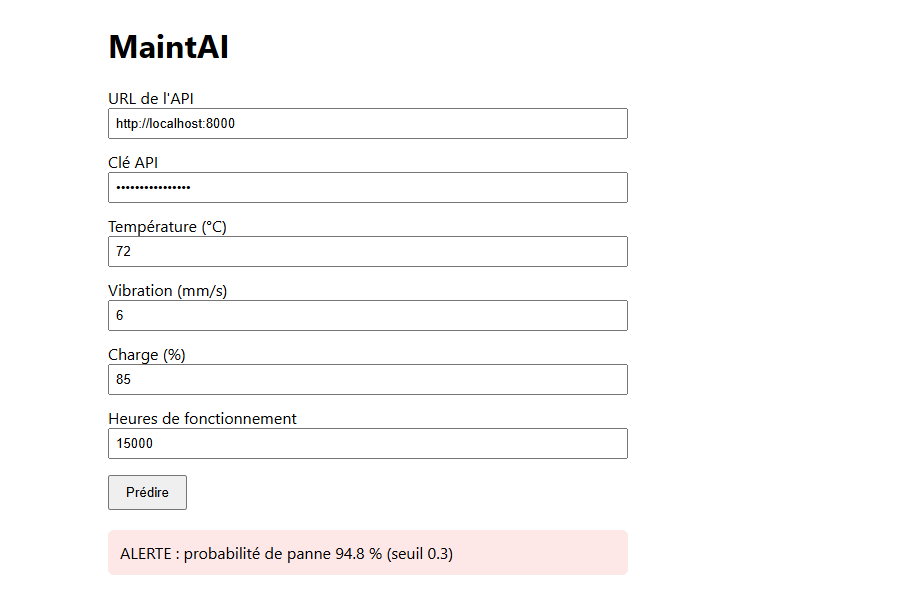 MaintAI
URL de l'API
http://localhost:8000
Clé API
••••••••••••••••
Température (°C)
72
Vibration (mm/s)
6
Charge (%)
85
Heures de fonctionnement
15000
Prédire
ALERTE : probabilité de panne 94.8 % (seuil 0.3)